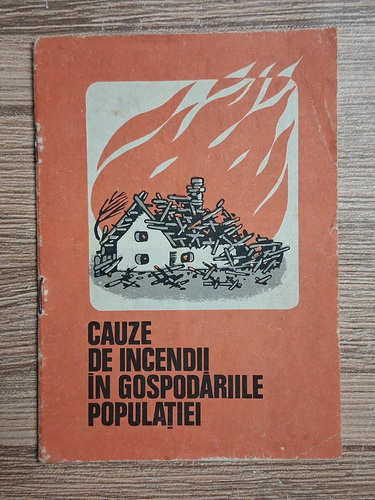 CAUZE
DE INCENDII
ÎN GOSPODĂRIILE
POPULAȚIEI